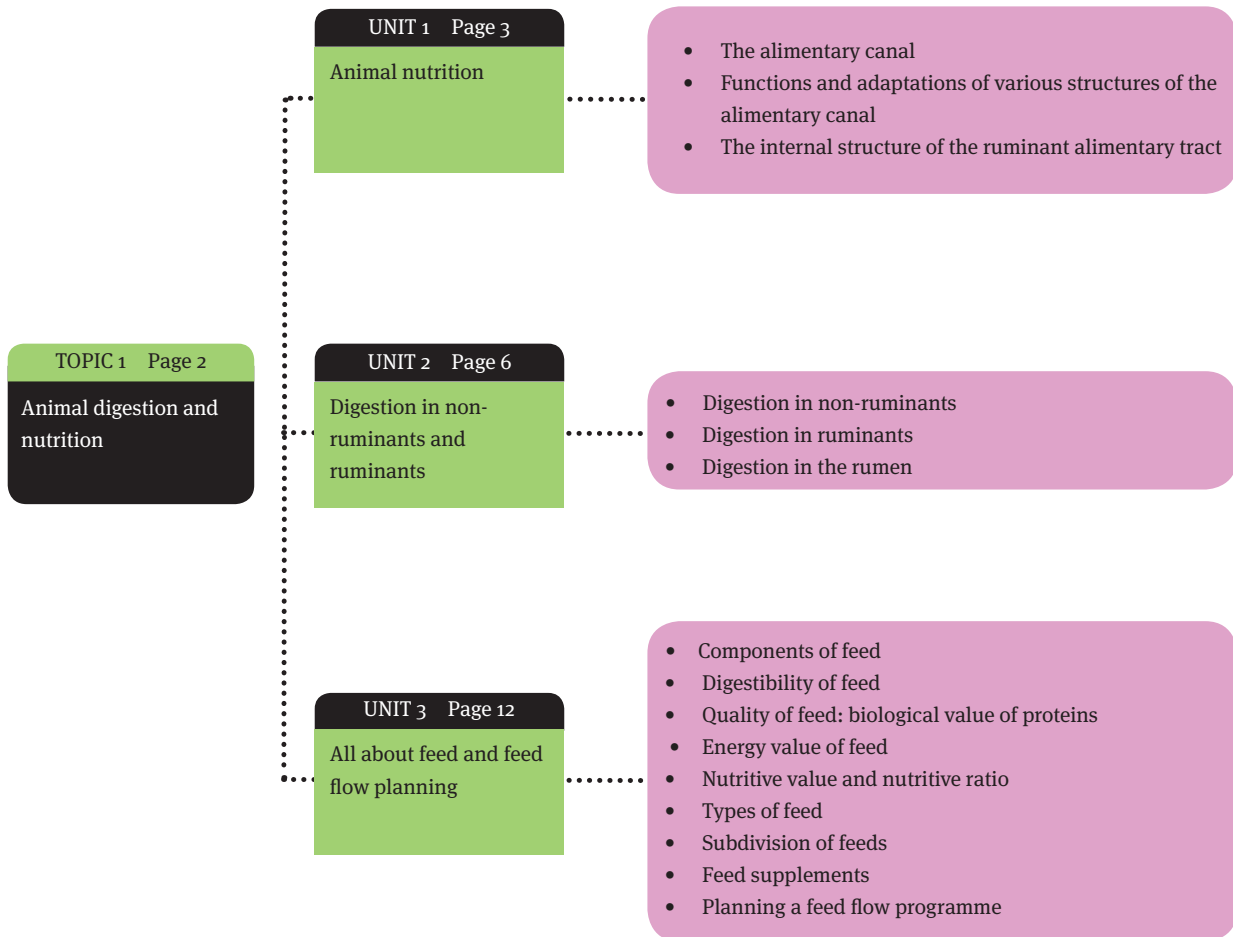 TOPIC 1 Page 2
Animal digestion and
nutrition
UNIT 1 Page 3
Animal nutrition
• The alimentary canal
• Functions and adaptations of various structures of the
alimentary canal
• The internal structure of the ruminant alimentary tract
UNIT 2 Page 6
Digestion in non-
ruminants and
ruminants
• Digestion in non-ruminants
• Digestion in ruminants
• Digestion in the rumen
UNIT 3 Page 12
All about feed and feed
flow planning
• Components of feed
• Digestibility of feed
• Quality of feed: biological value of proteins
• Energy value of feed
• Nutritive value and nutritive ratio
• Types of feed
• Subdivision of feeds
• Feed supplements
• Planning a feed flow programme